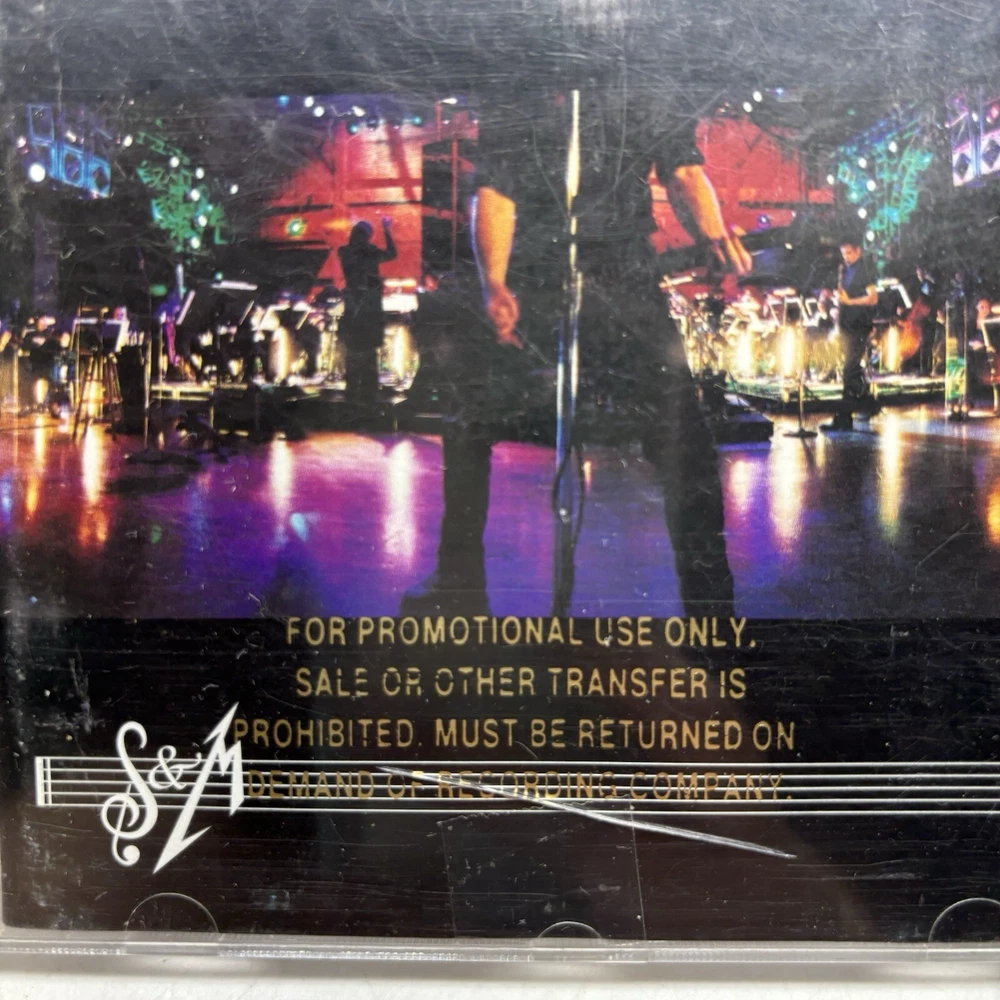 FOR PROMOTIONAL USE ONLY.
SALE OR OTHER TRANSFER IS
PROHIBITED. MUST BE RETURNED ON
DEMAND OF RECORDING COMPANY.
S&M